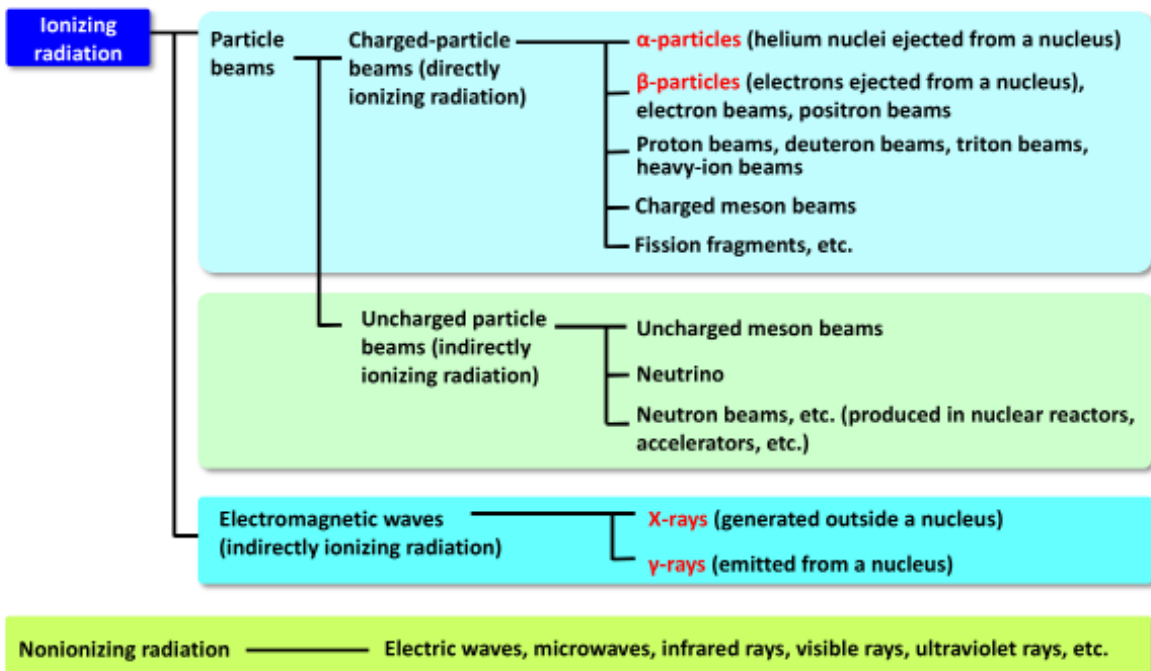 Ionizing
radiation
Particle
beams
Charged-particle
beams (directly
ionizing radiation)
α-particles (helium nuclei ejected from a nucleus)
β-particles (electrons ejected from a nucleus),
electron beams, positron beams
Proton beams, deuteron beams, triton beams,
heavy-ion beams
Charged meson beams
Fission fragments, etc.
Uncharged particle
beams (indirectly
ionizing radiation)
Uncharged meson beams
Neutrino
Neutron beams, etc. (produced in nuclear reactors,
accelerators, etc.)
Electromagnetic waves
(indirectly ionizing radiation)
X-rays (generated outside a nucleus)
γ-rays (emitted from a nucleus)
Nonionizing radiation
Electric waves, microwaves, infrared rays, visible rays, ultraviolet rays, etc.